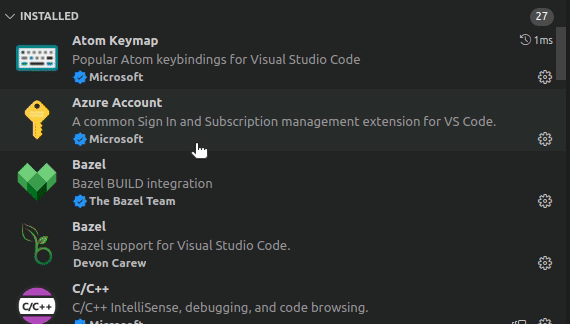 INSTALLED 27
Atom Keymap 1ms
Popular Atom keybindings for Visual Studio Code
Microsoft
Azure Account
A common Sign In and Subscription management extension for VS Code.
Microsoft
Bazel
Bazel BUILD integration
The Bazel Team
Bazel
Bazel support for Visual Studio Code.
Devon Carew
C/C++
C/C++ IntelliSense, debugging, and code browsing.
C/C++
Microsoft